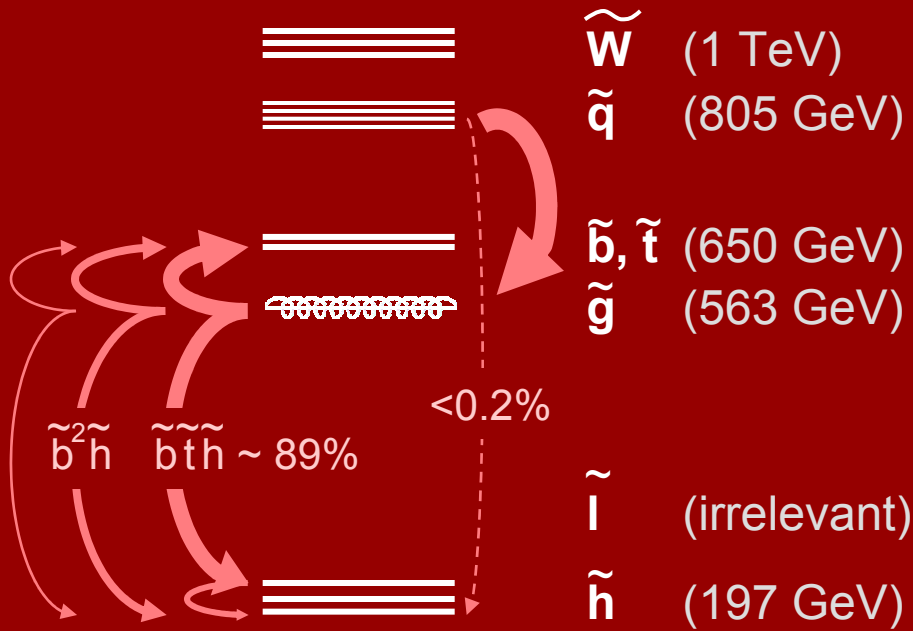 W̃ (1 TeV)
q̃ (805 GeV)
b̃, t̃ (650 GeV)
g̃ (563 GeV)
<0.2%
b̃²h̃ b̃t̃h̃ ~ 89%
l̃ (irrelevant)
h̃ (197 GeV)